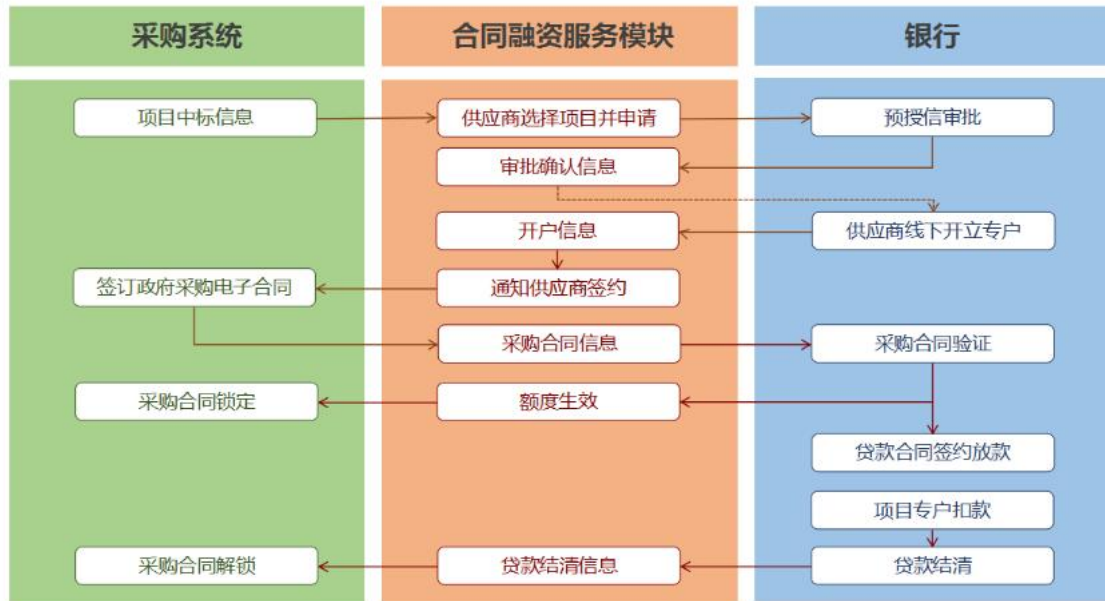 采购系统
合同融资服务模块
银行
项目中标信息
供应商选择项目并申请
预授信审批
审批确认信息
开户信息
供应商线下开立专户
签订政府采购电子合同
通知供应商签约
采购合同信息
采购合同验证
采购合同锁定
额度生效
贷款合同签约放款
项目专户扣款
采购合同解锁
贷款结清信息
贷款结清